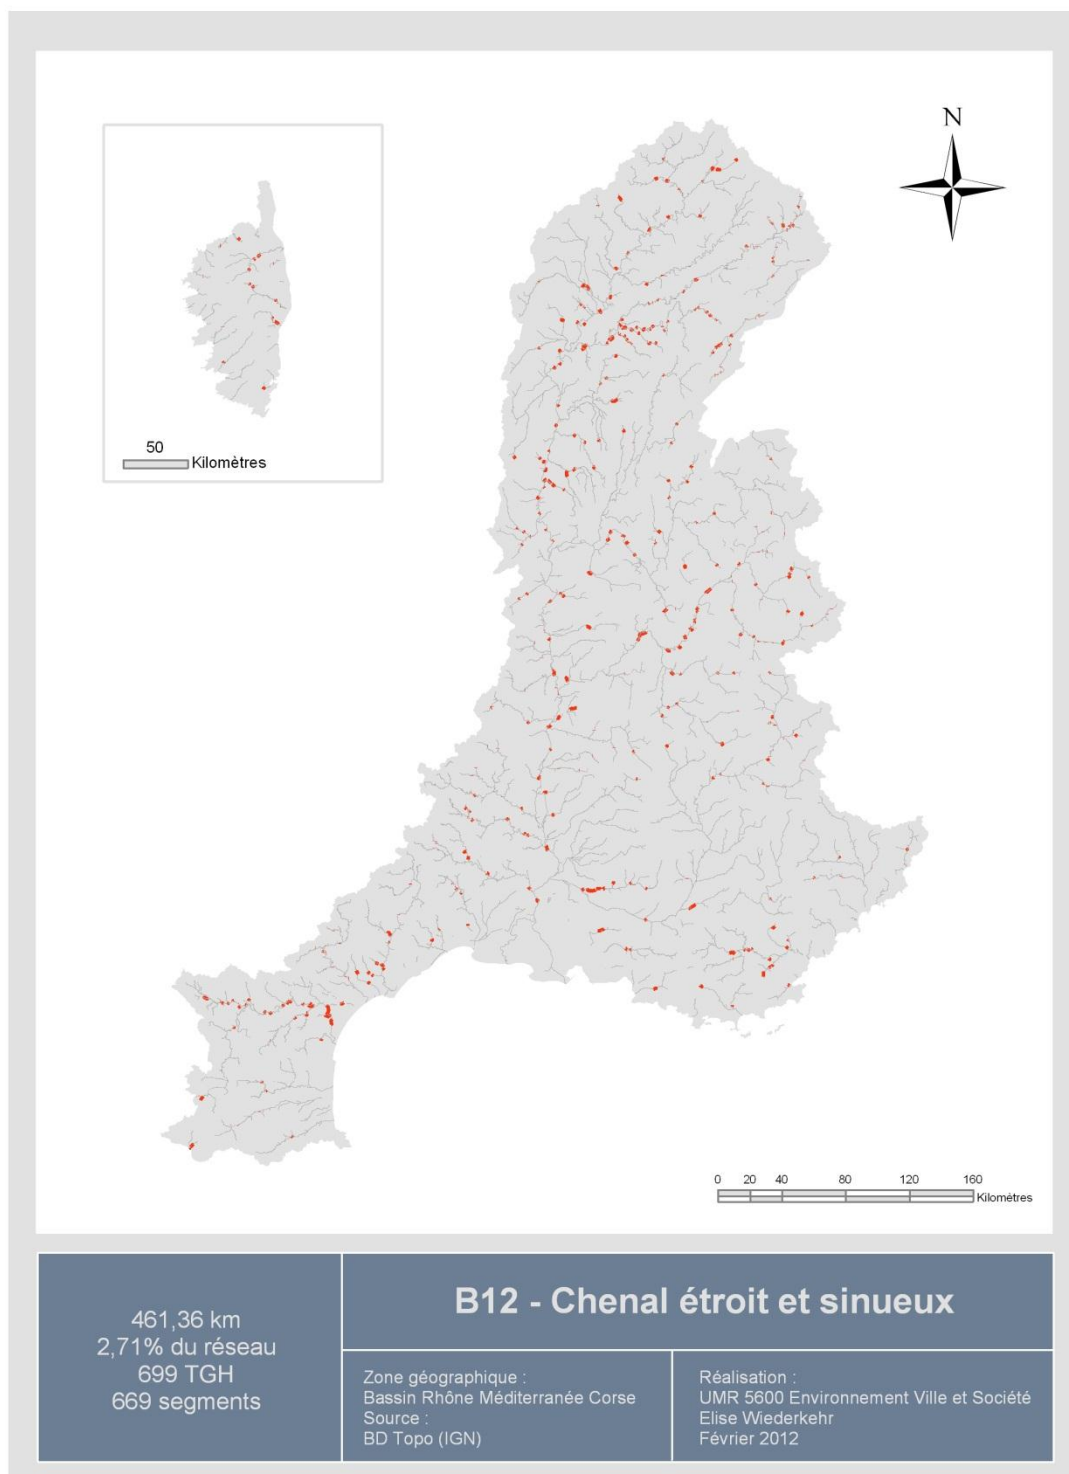 N
50
Kilomètres
0 20 40 80 120 160
Kilomètres
461,36 km
2,71% du réseau
699 TGH
669 segments
B12 - Chenal étroit et sinueux
Zone géographique :
Bassin Rhône Méditerranée Corse
Source :
BD Topo (IGN)
Réalisation :
UMR 5600 Environnement Ville et Société
Elise Wiederkehr
Février 2012